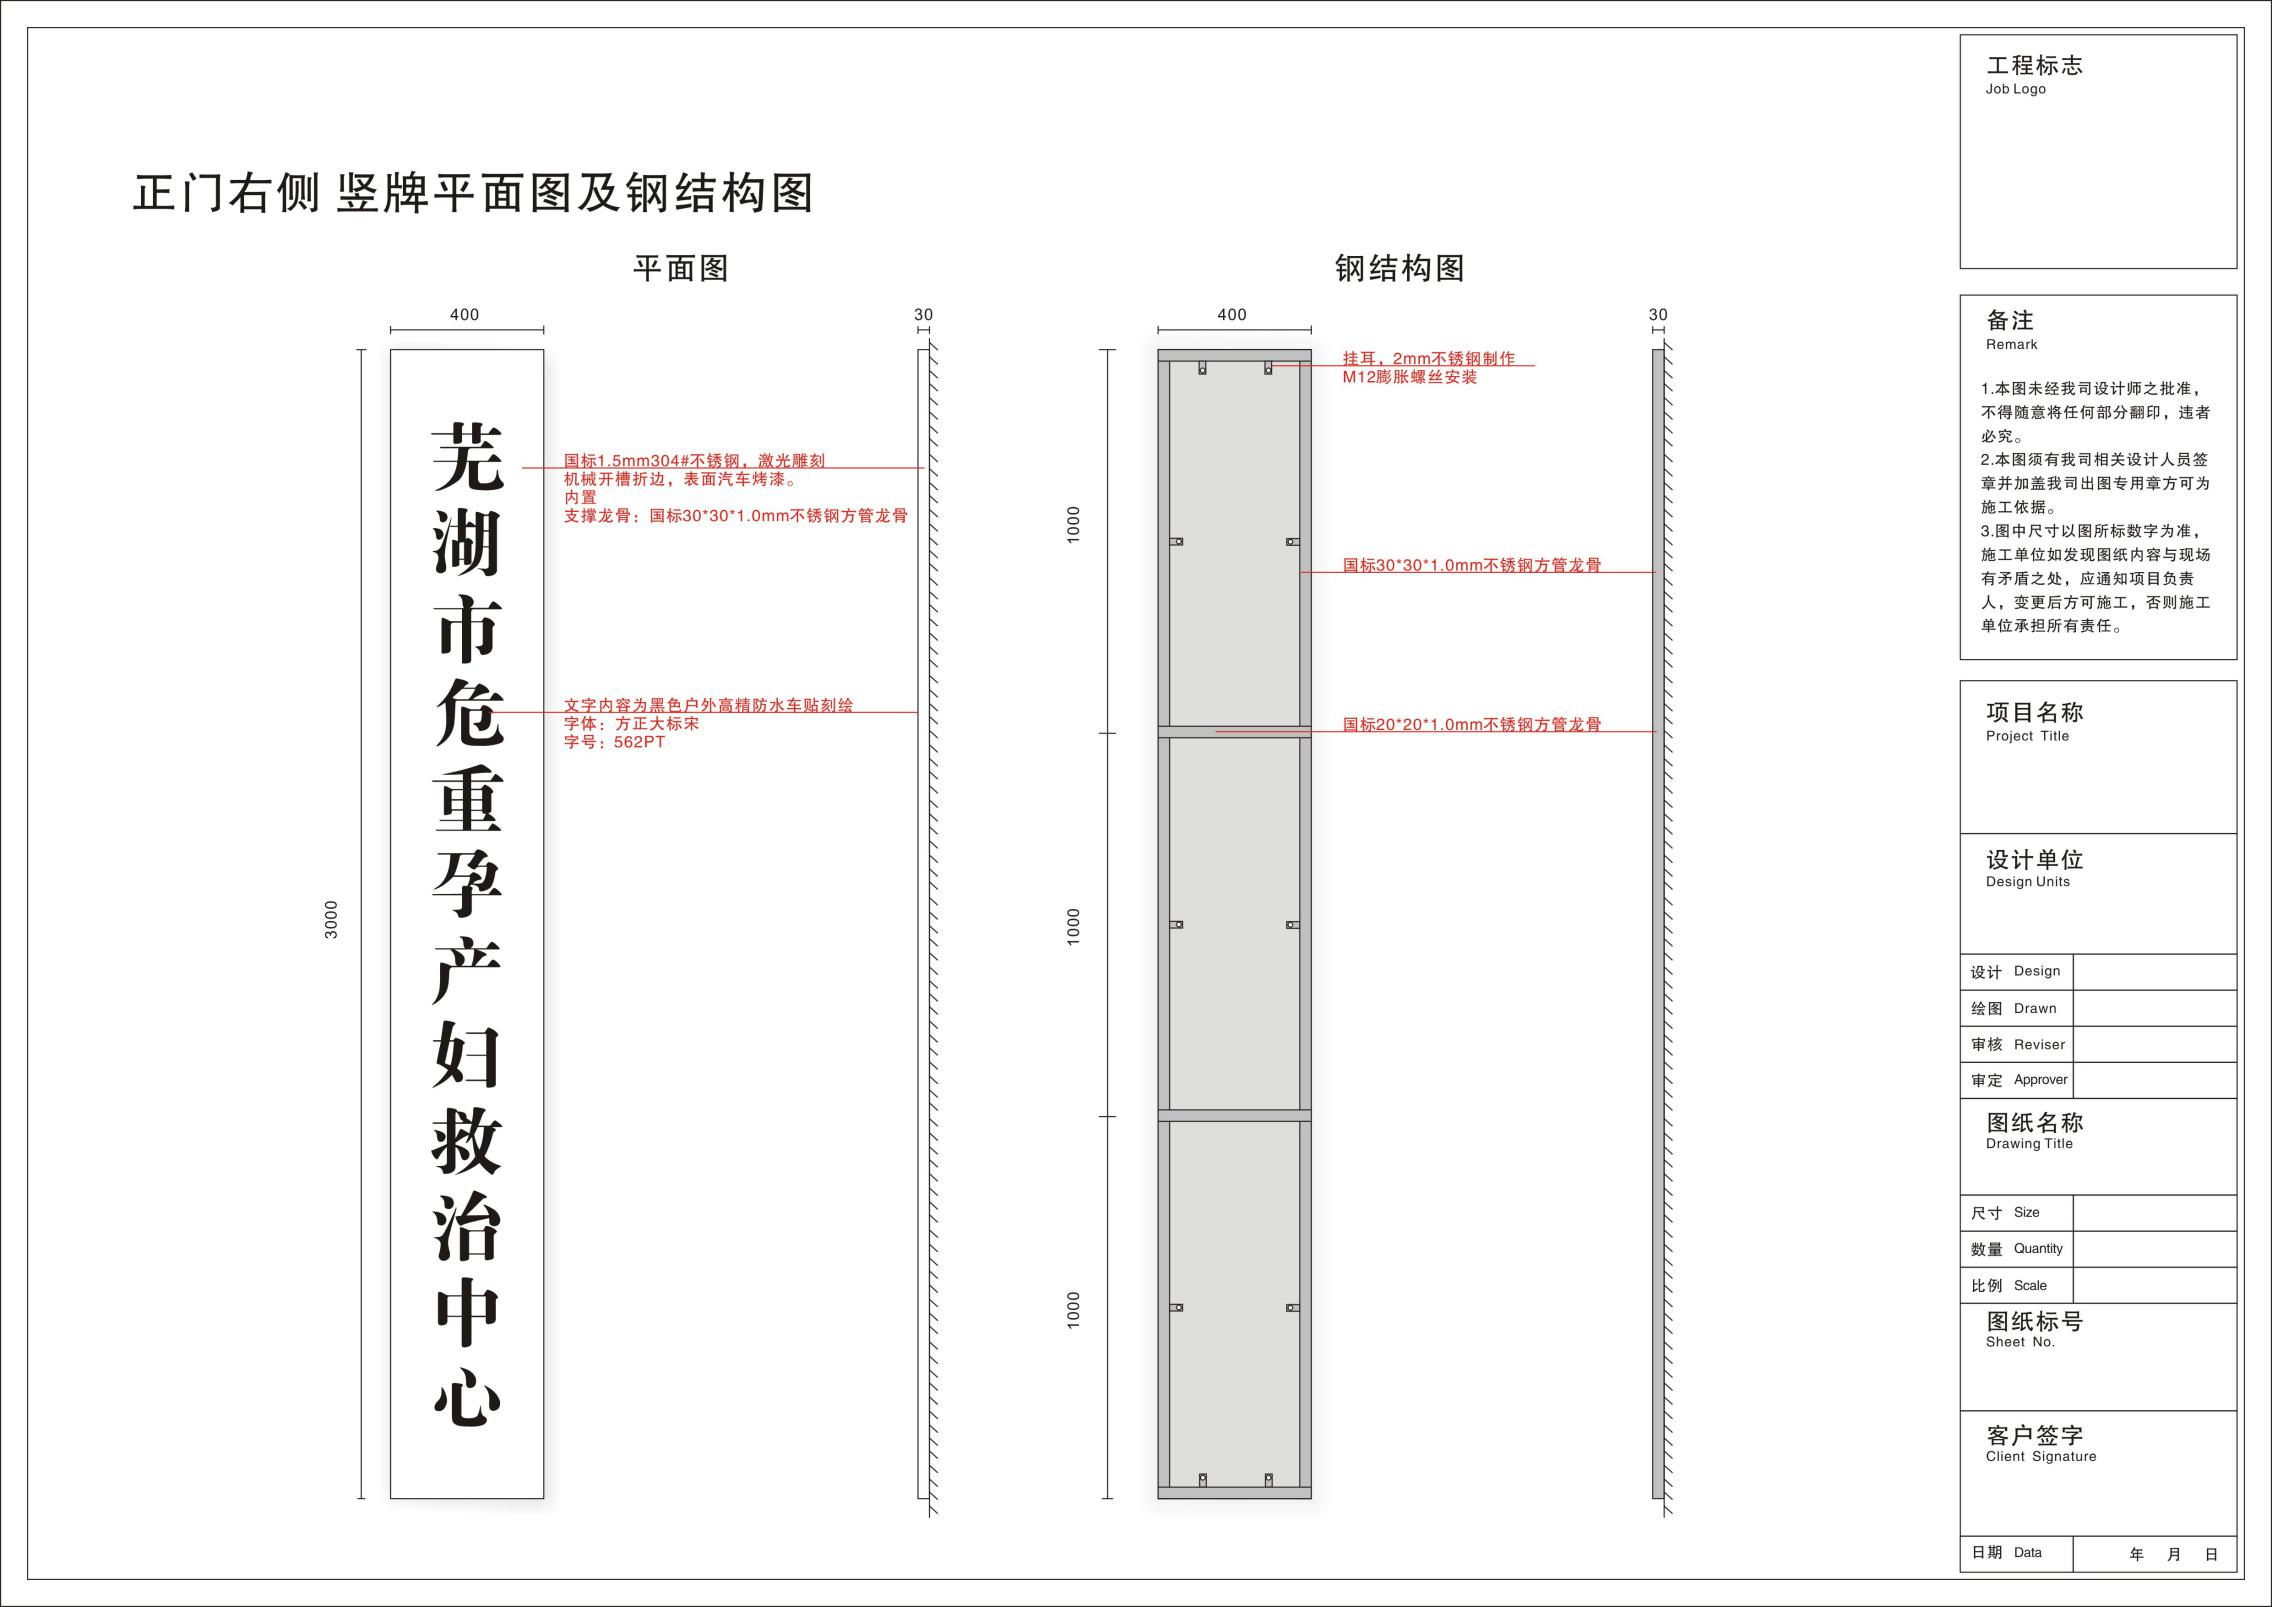 正门右侧 竖牌平面图及钢结构图
平面图
400
30
3000
芜湖市危重孕产妇救治中心
国标1.5mm304#不锈钢，激光雕刻
机械开槽折边，表面汽车烤漆。
内置
支撑龙骨：国标30*30*1.0mm不锈钢方管龙骨
文字内容为黑色户外高精防水车贴刻绘
字体：方正大标宋
字号：562PT
钢结构图
400
30
1000
1000
1000
挂耳，2mm不锈钢制作
M12膨胀螺丝安装
国标30*30*1.0mm不锈钢方管龙骨
国标20*20*1.0mm不锈钢方管龙骨
工程标志
Job Logo
备注
Remark
1.本图未经我司设计师之批准，
不得随意将任何部分翻印，违者
必究。
2.本图须有我司相关设计人员签
章并加盖我司出图专用章方可为
施工依据。
3.图中尺寸以图所标数字为准，
施工单位如发现图纸内容与现场
有矛盾之处，应通知项目负责
人，变更后方可施工，否则施工
单位承担所有责任。
项目名称
Project Title
设计单位
Design Units
设计 Design
绘图 Drawn
审核 Reviser
审定 Approver
图纸名称
Drawing Title
尺寸 Size
数量 Quantity
比例 Scale
图纸标号
Sheet No.
客户签字
Client Signature
日期 Data 年 月 日